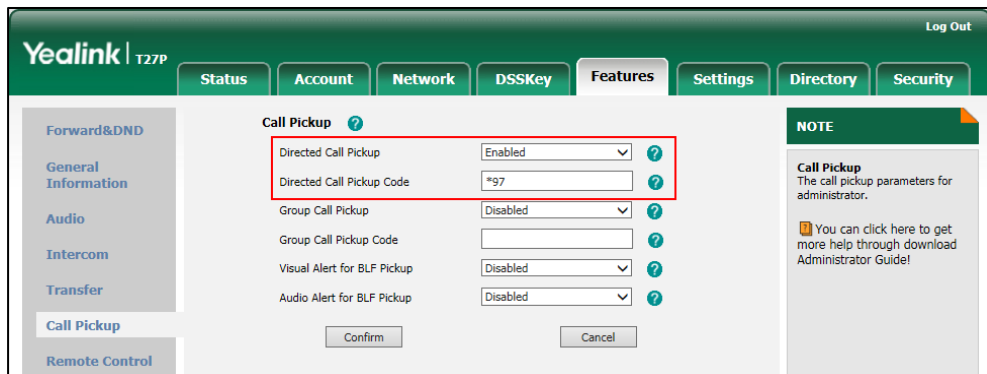 Log Out
Yealink | T27P
Status Account Network DSSKey Features Settings Directory Security
Forward&DND
General
Information
Audio
Intercom
Transfer
Call Pickup
Remote Control
Call Pickup ?
Directed Call Pickup Enabled ?
Directed Call Pickup Code *97 ?
Group Call Pickup Disabled ?
Group Call Pickup Code ?
Visual Alert for BLF Pickup Disabled ?
Audio Alert for BLF Pickup Disabled ?
Confirm Cancel
NOTE
Call Pickup
The call pickup parameters for
administrator.
? You can click here to get
more help through download
Administrator Guide!